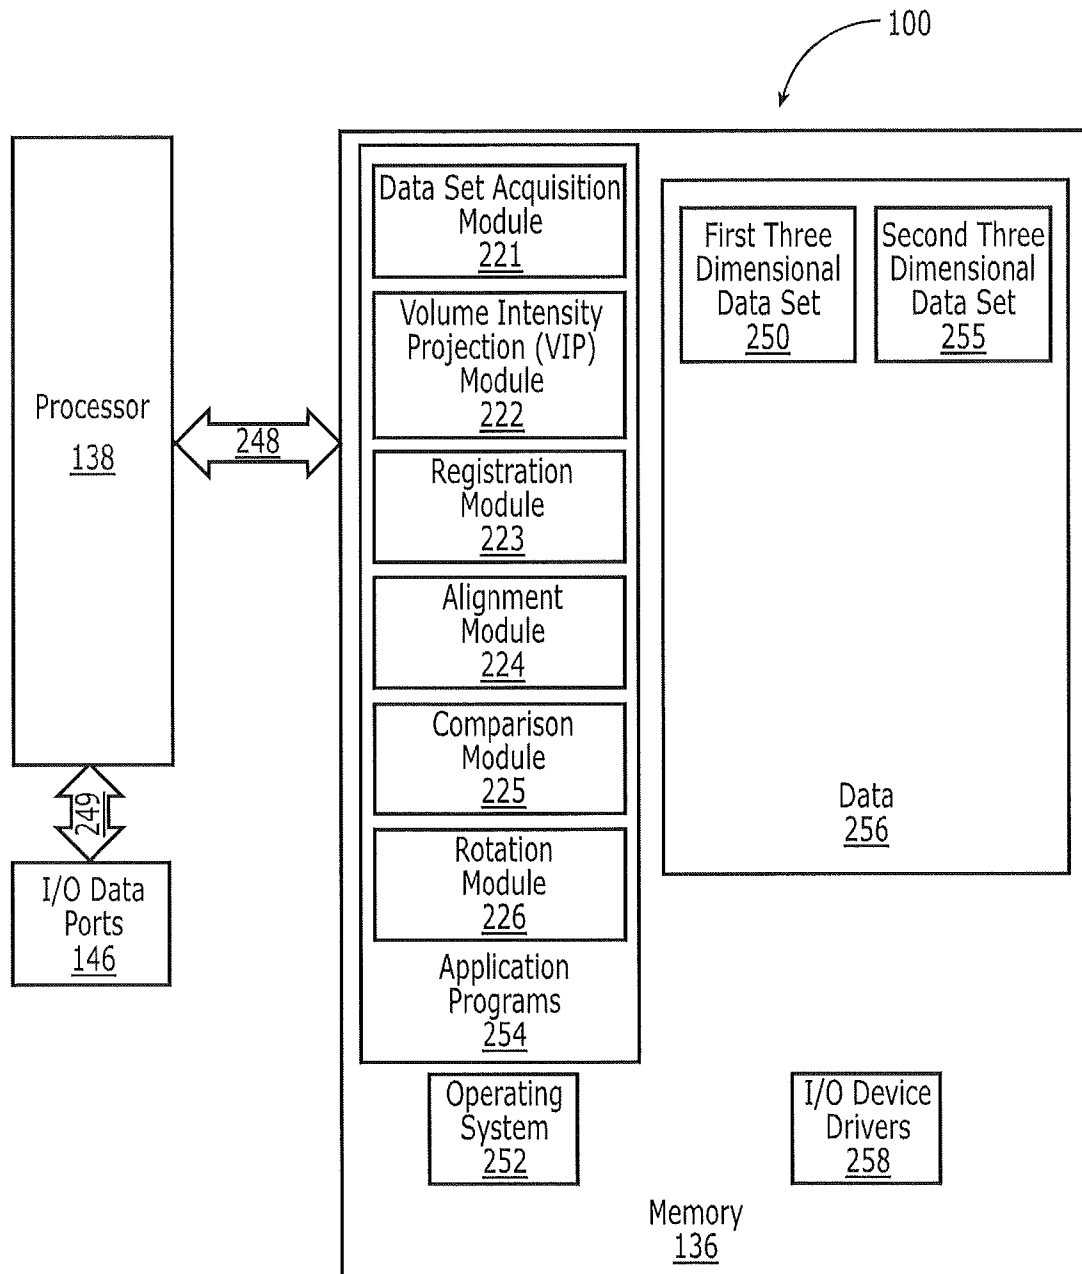 100
Processor
138
248
249
I/O Data
Ports
146
Data Set Acquisition
Module
221
Volume Intensity
Projection (VIP)
Module
222
Registration
Module
223
Alignment
Module
224
Comparison
Module
225
Rotation
Module
226
Application
Programs
254
First Three
Dimensional
Data Set
250
Second Three
Dimensional
Data Set
255
Data
256
Operating
System
252
I/O Device
Drivers
258
Memory
136